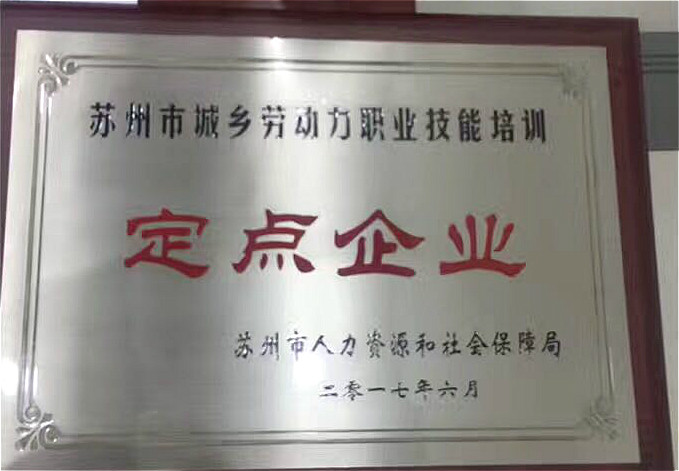 苏州市城乡劳动力职业技能培训
定点企业
苏州市人力资源和社会保障局
二零一七年六月